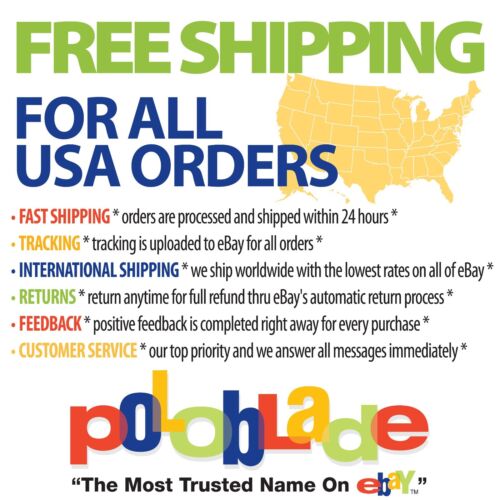 FREE SHIPPING
FOR ALL
USA ORDERS
• FAST SHIPPING * orders are processed and shipped within 24 hours *
• TRACKING * tracking is uploaded to eBay for all orders *
• INTERNATIONAL SHIPPING * we ship worldwide with the lowest rates on all of eBay *
• RETURNS * return anytime for full refund thru eBay's automatic return process *
• FEEDBACK * positive feedback is completed right away for every purchase *
• CUSTOMER SERVICE * our top priority and we answer all messages immediately *
poLobLade
“The Most Trusted Name On ebaY™.”